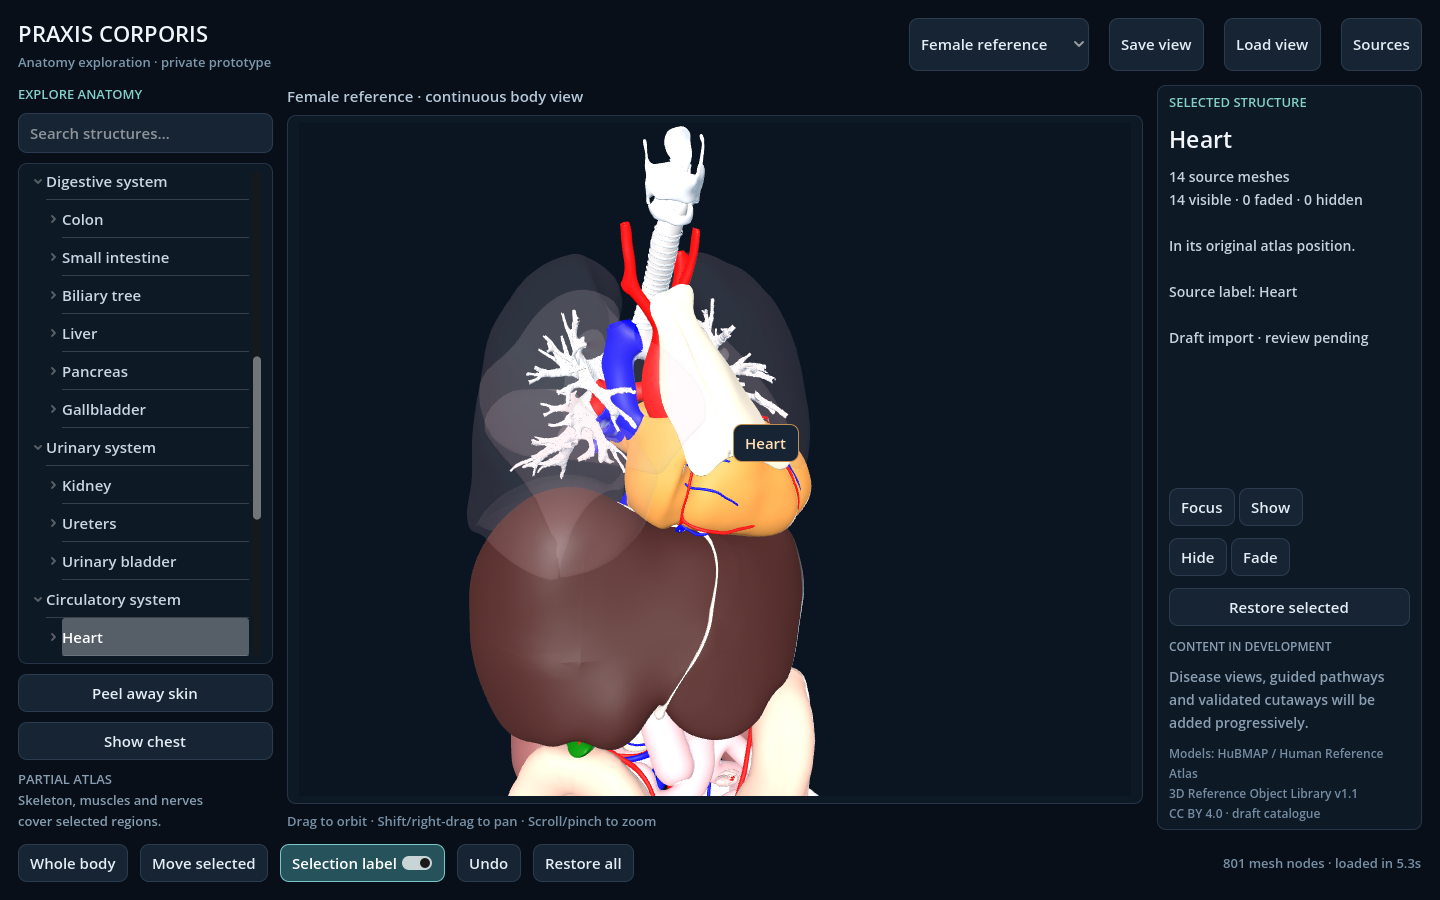 PRAXIS CORPORIS
Anatomy exploration · private prototype
Female reference
Save view
Load view
Sources
EXPLORE ANATOMY
Search structures...
Digestive system
Colon
Small intestine
Biliary tree
Liver
Pancreas
Gallbladder
Urinary system
Kidney
Ureters
Urinary bladder
Circulatory system
Heart
Peel away skin
Show chest
PARTIAL ATLAS
Skeleton, muscles and nerves
cover selected regions.
Female reference · continuous body view
Heart
Drag to orbit · Shift/right-drag to pan · Scroll/pinch to zoom
SELECTED STRUCTURE
Heart
14 source meshes
14 visible · 0 faded · 0 hidden
In its original atlas position.
Source label: Heart
Draft import · review pending
Focus
Show
Hide
Fade
Restore selected
CONTENT IN DEVELOPMENT
Disease views, guided pathways
and validated cutaways will be
added progressively.
Models: HuBMAP / Human Reference
Atlas
3D Reference Object Library v1.1
CC BY 4.0 · draft catalogue
Whole body
Move selected
Selection label
Undo
Restore all
801 mesh nodes · loaded in 5.3s